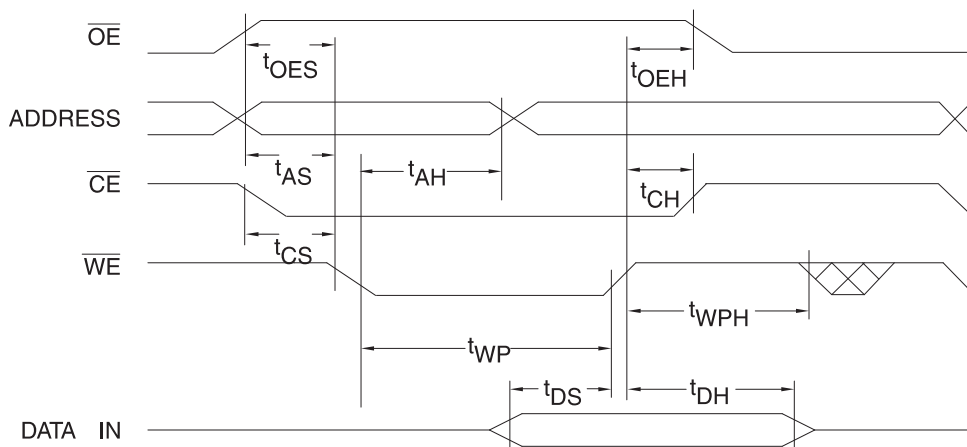 OE
tOES
tOEH
ADDRESS
tAS
tAH
CE
tCH
tCS
WE
tWPH
tWP
tDS
tDH
DATA IN